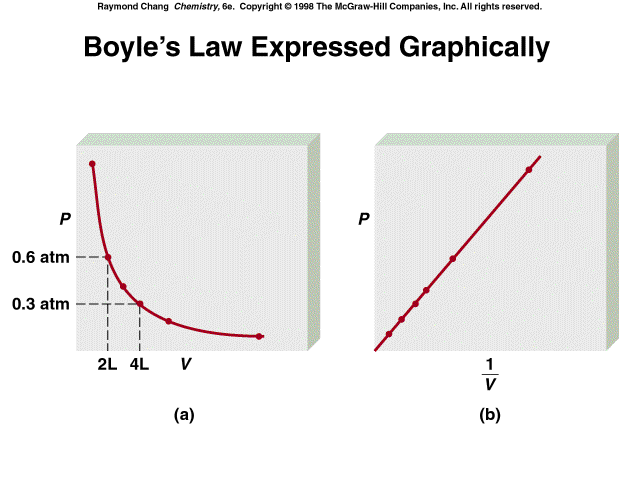 Raymond Chang Chemistry, 6e. Copyright © 1998 The McGraw-Hill Companies, Inc. All rights reserved.
Boyle's Law Expressed Graphically
P
0.6 atm
0.3 atm
2L 4L V
(a)
P
1
V
(b)